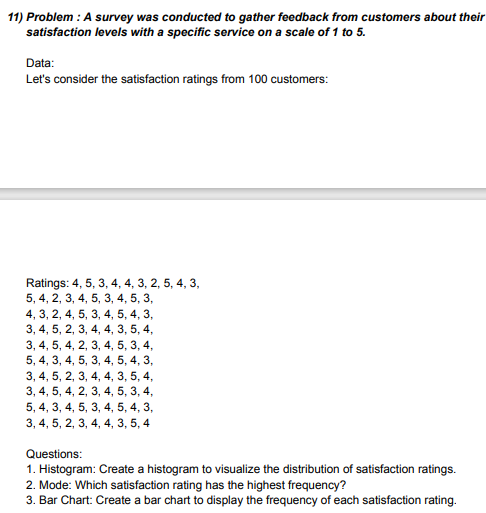 11) Problem : A survey was conducted to gather feedback from customers about their
satisfaction levels with a specific service on a scale of 1 to 5.
Data:
Let's consider the satisfaction ratings from 100 customers:
Ratings: 4, 5, 3, 4, 4, 3, 2, 5, 4, 3,
5, 4, 2, 3, 4, 5, 3, 4, 5, 3,
4, 3, 2, 4, 5, 3, 4, 5, 4, 3,
3, 4, 5, 2, 3, 4, 4, 3, 5, 4,
3, 4, 5, 4, 2, 3, 4, 5, 3, 4,
5, 4, 3, 4, 5, 3, 4, 5, 4, 3,
3, 4, 5, 2, 3, 4, 4, 3, 5, 4,
3, 4, 5, 4, 2, 3, 4, 5, 3, 4,
5, 4, 3, 4, 5, 3, 4, 5, 4, 3,
3, 4, 5, 2, 3, 4, 4, 3, 5, 4
Questions:
1. Histogram: Create a histogram to visualize the distribution of satisfaction ratings.
2. Mode: Which satisfaction rating has the highest frequency?
3. Bar Chart: Create a bar chart to display the frequency of each satisfaction rating.